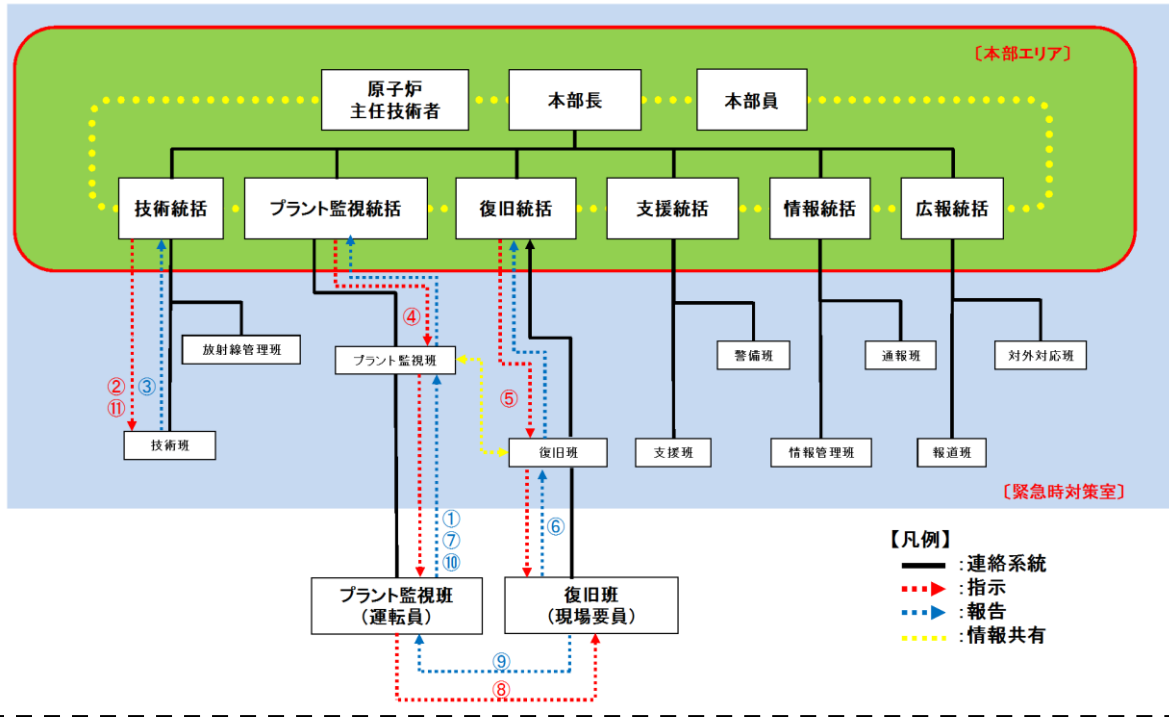 〔本部エリア〕
原子炉
主任技術者
本部長
本部員
技術統括
プラント監視統括
復旧統括
支援統括
情報統括
広報統括
④
放射線管理班
プラント監視班
警備班
通報班
対外対応班
②
③
⑪
⑤
技術班
復旧班
支援班
情報管理班
報道班
〔緊急時対策室〕
①
⑦
⑩
⑥
【凡例】
:連絡系統
:指示
:報告
:情報共有
プラント監視班
(運転員)
復旧班
(現場要員)
⑨
⑧